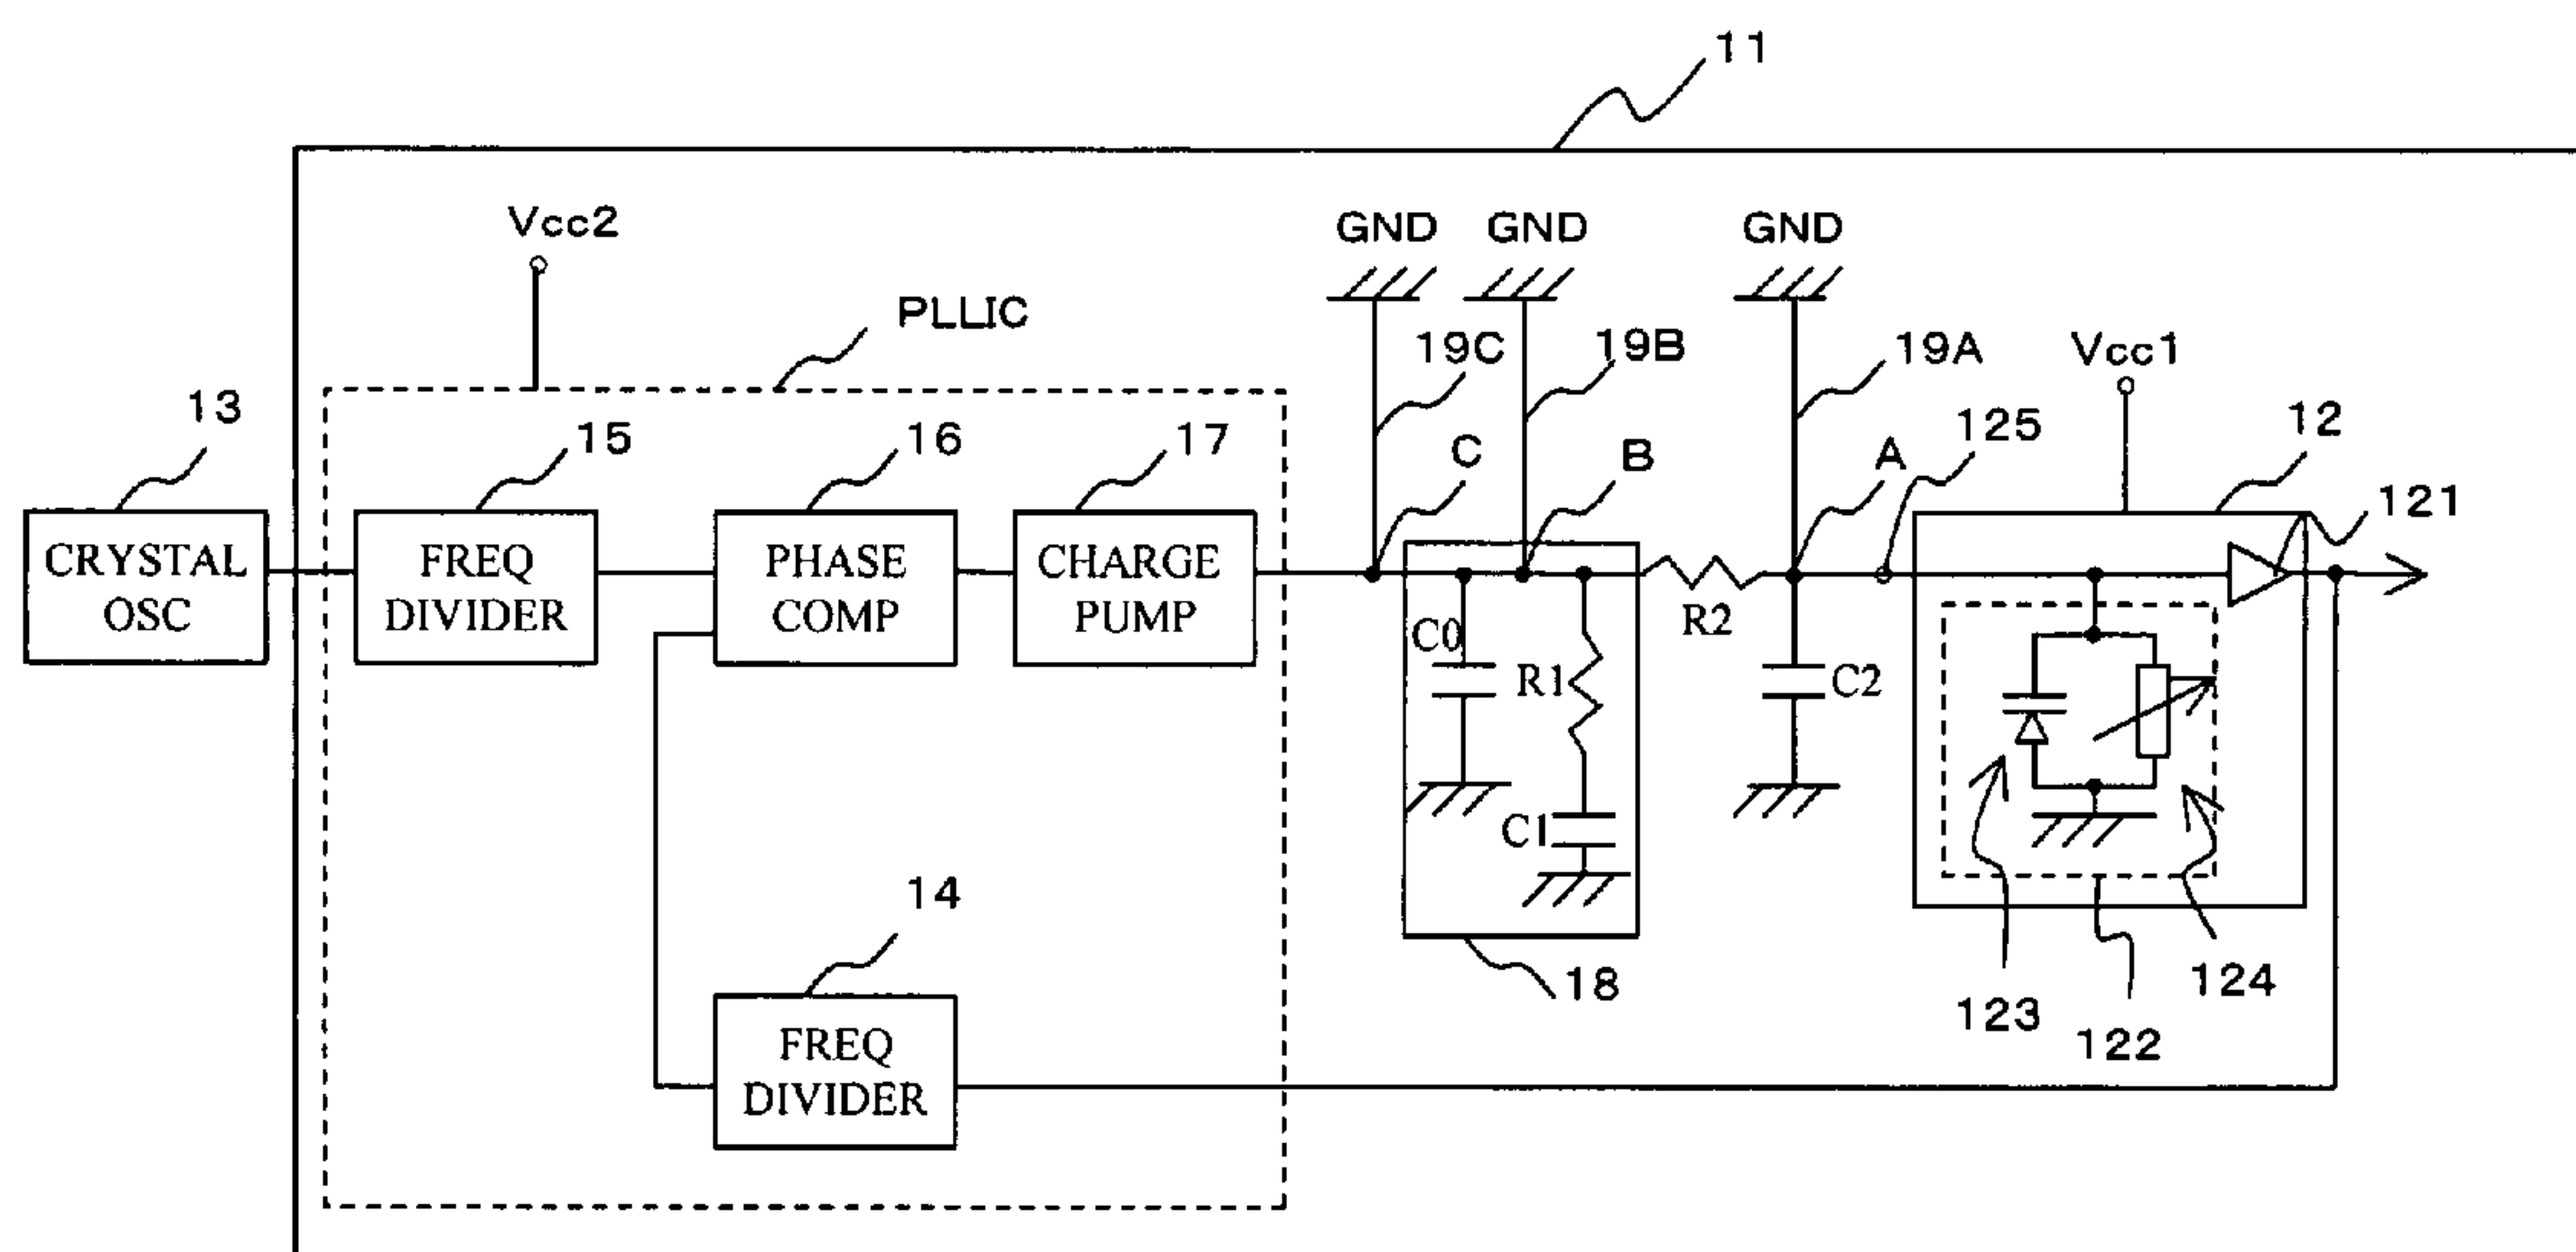 11
Vcc2
GND
GND
GND
PLLIC
19C
19B
19A
Vcc1
13
15
16
17
C
B
A
125
12
121
CRYSTAL
OSC
FREQ
DIVIDER
PHASE
COMP
CHARGE
PUMP
C0
R1
C1
R2
C2
14
18
123
122
124
FREQ
DIVIDER